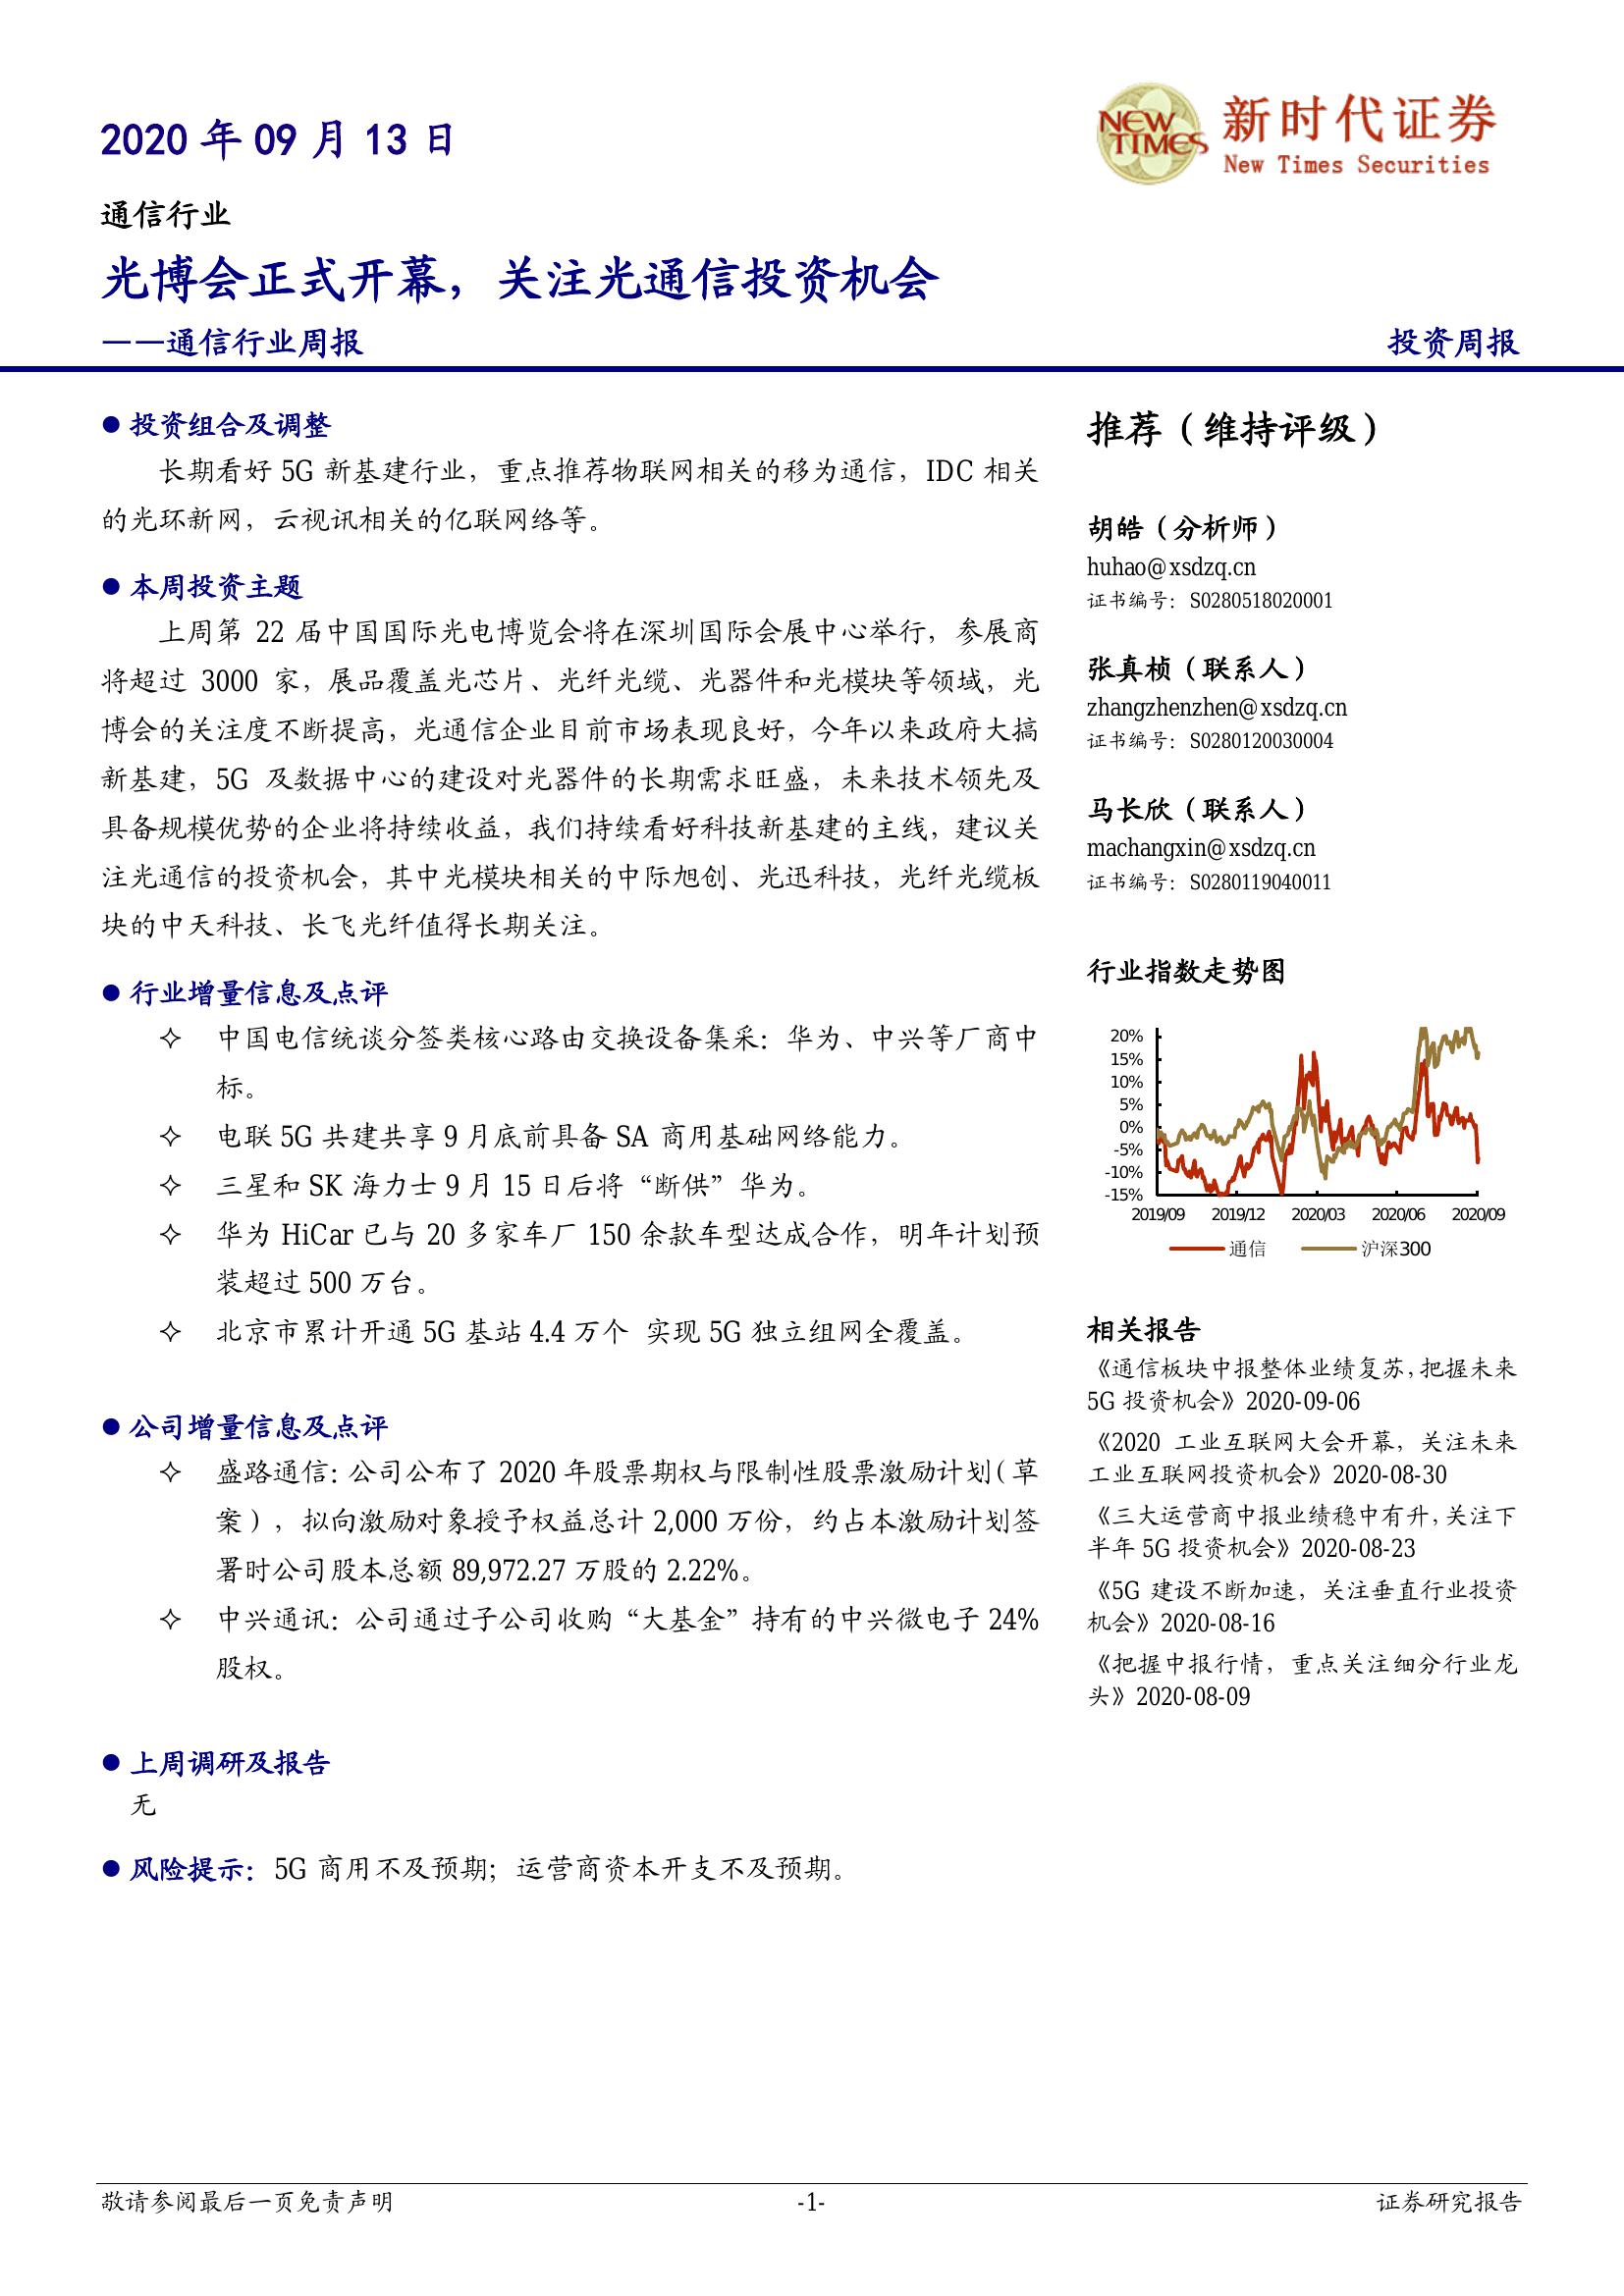 2020 年 09 月 13 日
NEW TIMES
新时代证券
New Times Securities
通信行业
光博会正式开幕，关注光通信投资机会
——通信行业周报
投资周报
● 投资组合及调整
长期看好 5G 新基建行业，重点推荐物联网相关的移为通信，IDC 相关
的光环新网，云视讯相关的亿联网络等。
● 本周投资主题
上周第 22 届中国国际光电博览会将在深圳国际会展中心举行，参展商
将超过 3000 家，展品覆盖光芯片、光纤光缆、光器件和光模块等领域，光
博会的关注度不断提高，光通信企业目前市场表现良好，今年以来政府大搞
新基建，5G 及数据中心的建设对光器件的长期需求旺盛，未来技术领先及
具备规模优势的企业将持续收益，我们持续看好科技新基建的主线，建议关
注光通信的投资机会，其中光模块相关的中际旭创、光迅科技，光纤光缆板
块的中天科技、长飞光纤值得长期关注。
● 行业增量信息及点评
✧ 中国电信统谈分签类核心路由交换设备集采：华为、中兴等厂商中
标。
✧ 电联 5G 共建共享 9 月底前具备 SA 商用基础网络能力。
✧ 三星和 SK 海力士 9 月 15 日后将“断供”华为。
✧ 华为 HiCar 已与 20 多家车厂 150 余款车型达成合作，明年计划预
装超过 500 万台。
✧ 北京市累计开通 5G 基站 4.4 万个 实现 5G 独立组网全覆盖。
● 公司增量信息及点评
✧ 盛路通信：公司公布了 2020 年股票期权与限制性股票激励计划（草
案），拟向激励对象授予权益总计 2,000 万份，约占本激励计划签
署时公司股本总额 89,972.27 万股的 2.22%。
✧ 中兴通讯：公司通过子公司收购“大基金”持有的中兴微电子 24%
股权。
● 上周调研及报告
无
● 风险提示：5G 商用不及预期；运营商资本开支不及预期。
推荐（维持评级）
胡皓（分析师）
huhao@xsdzq.cn
证书编号：S0280518020001
张真桢（联系人）
zhangzhenzhen@xsdzq.cn
证书编号：S0280120030004
马长欣（联系人）
machangxin@xsdzq.cn
证书编号：S0280119040011
行业指数走势图
20%
15%
10%
5%
0%
-5%
-10%
-15%
2019/09 2019/12 2020/03 2020/06 2020/09
通信 沪深300
相关报告
《通信板块中报整体业绩复苏，把握未来
5G 投资机会》2020-09-06
《2020 工业互联网大会开幕，关注未来
工业互联网投资机会》2020-08-30
《三大运营商中报业绩稳中有升，关注下
半年 5G 投资机会》2020-08-23
《5G 建设不断加速，关注垂直行业投资
机会》2020-08-16
《把握中报行情，重点关注细分行业龙
头》2020-08-09
敬请参阅最后一页免责声明
-1-
证券研究报告